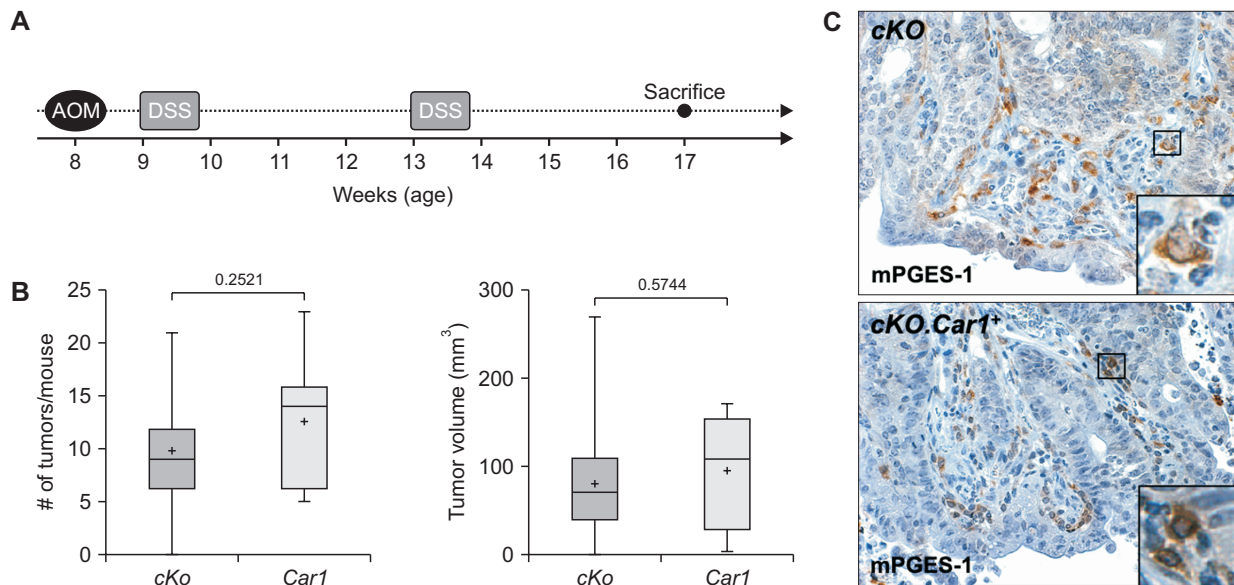 A
AOM
DSS
DSS
Sacrifice
8 9 10 11 12 13 14 15 16 17
Weeks (age)
B
# of tumors/mouse
25
20
15
10
5
0
0.2521
cKo Car1
Tumor volume (mm³)
300
200
100
0
0.5744
cKo Car1
C
cKO
mPGES-1
cKO.Car1⁺
mPGES-1